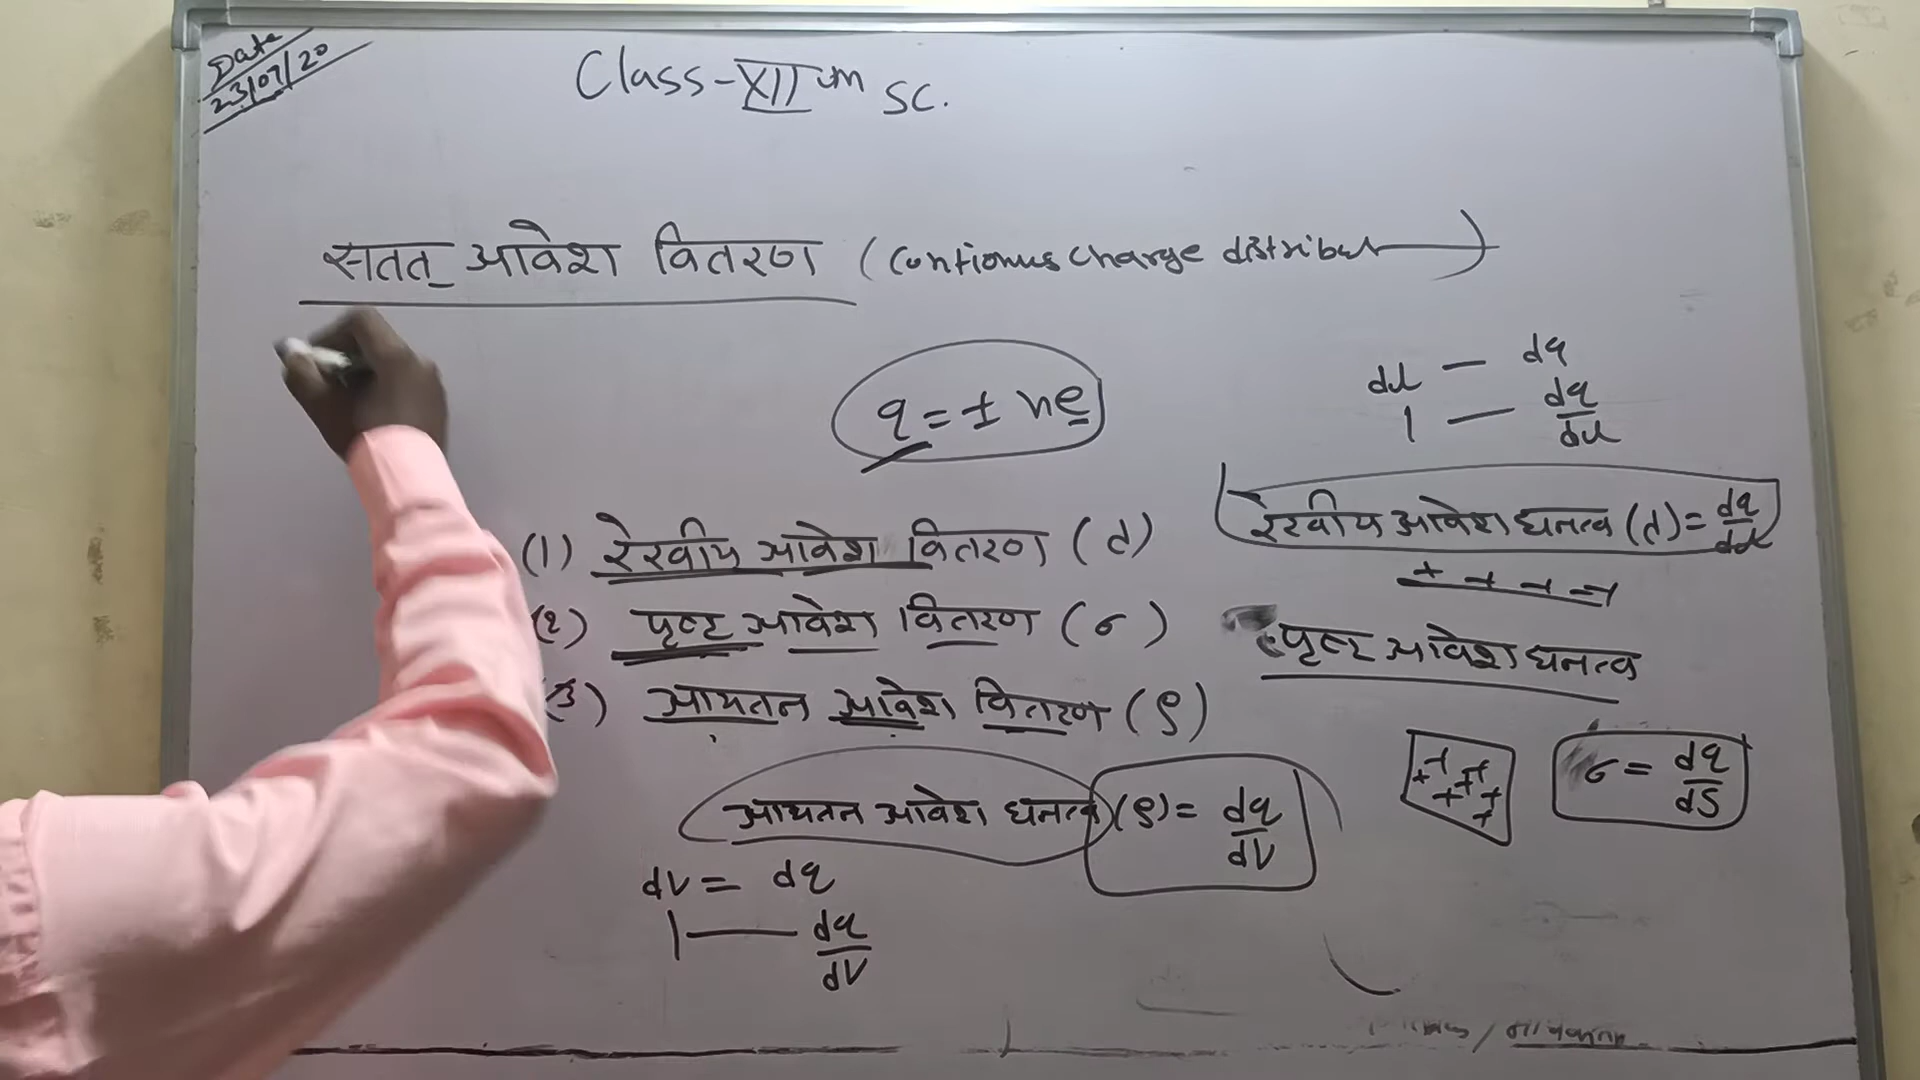 Date
23/07/20
Class-XII um SC.
सतत आवेश वितरण (Contionus charge distribut
q = ± ne
dl — dq
1 — dq/dl
(1) रेखीय आवेश वितरण (d)
रेखीय आवेश घनत्व (d) = dq/dl
+ + + +
(2) पृष्ट आवेश वितरण (σ)
पृष्ट आवेश घनत्व
(3) आयतन आवेश वितरण (ρ)
+ + + + + + +
σ = dq/dS
आयतन आवेश घनत्व (ρ) = dq/dV
dV = dq
1 — dq/dV